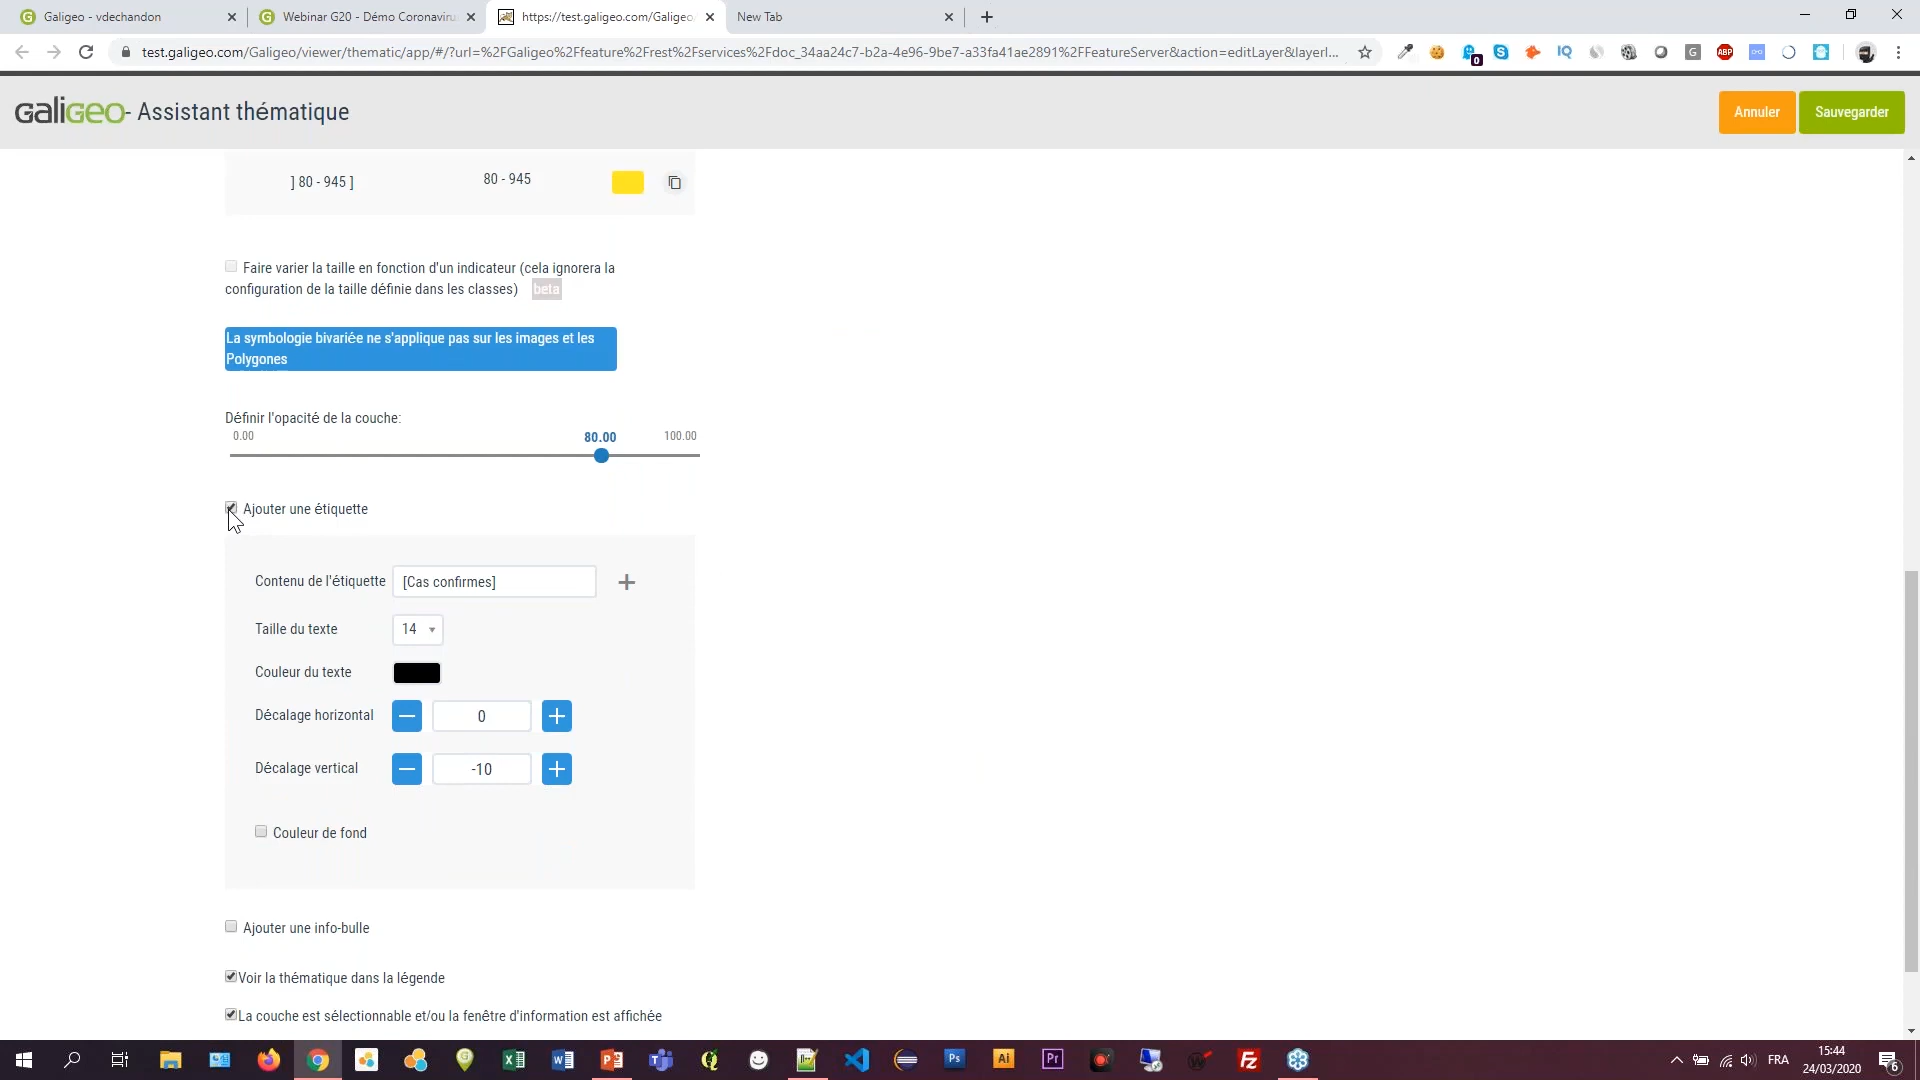 Galigeo - vdechandon
Webinar G20 - Démo Coronaviru
https://test.galigeo.com/Galigeo
New Tab
test.galigeo.com/Galigeo/viewer/thematic/app/#/?url=%2FGaligeo%2Ffeature%2Frest%2Fservices%2Fdoc_34aa24c7-b2a-4e96-9be7-a33fa41ae2891%2FFeatureServer&action=editLayer&layerI...
galigeo - Assistant thématique
Annuler
Sauvegarder
] 80 - 945 ]
80 - 945
Faire varier la taille en fonction d'un indicateur (cela ignorera la
configuration de la taille définie dans les classes) beta
La symbologie bivariée ne s'applique pas sur les images et les
Polygones
Définir l'opacité de la couche:
0.00
80.00
100.00
Ajouter une étiquette
Contenu de l'étiquette
[Cas confirmes]
Taille du texte
14
Couleur du texte
Décalage horizontal
0
Décalage vertical
-10
Couleur de fond
Ajouter une info-bulle
Voir la thématique dans la légende
La couche est sélectionnable et/ou la fenêtre d'information est affichée
FRA
15:44
24/03/2020
6